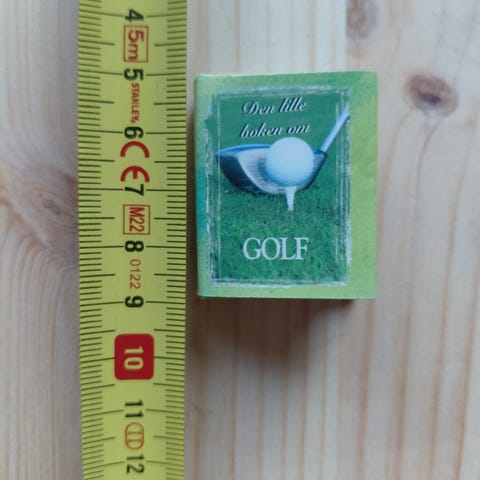 4
5m
5
STANLEY®
6
CE
7
M22
8
0122
9
10
11
12
Den lille
boken om
GOLF